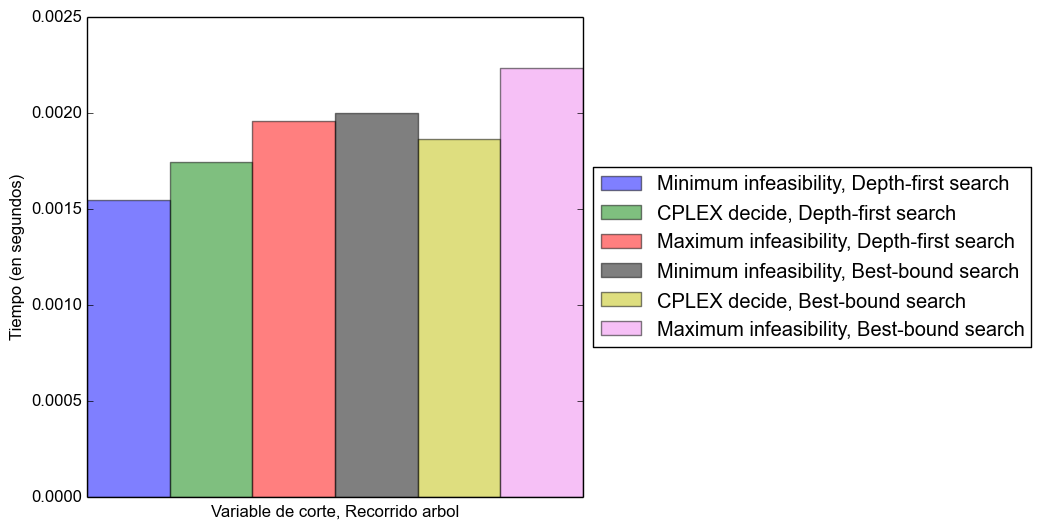 0.0025
0.0020
0.0015
0.0010
0.0005
0.0000
Tiempo (en segundos)
Variable de corte, Recorrido arbol
Minimum infeasibility, Depth-first search
CPLEX decide, Depth-first search
Maximum infeasibility, Depth-first search
Minimum infeasibility, Best-bound search
CPLEX decide, Best-bound search
Maximum infeasibility, Best-bound search